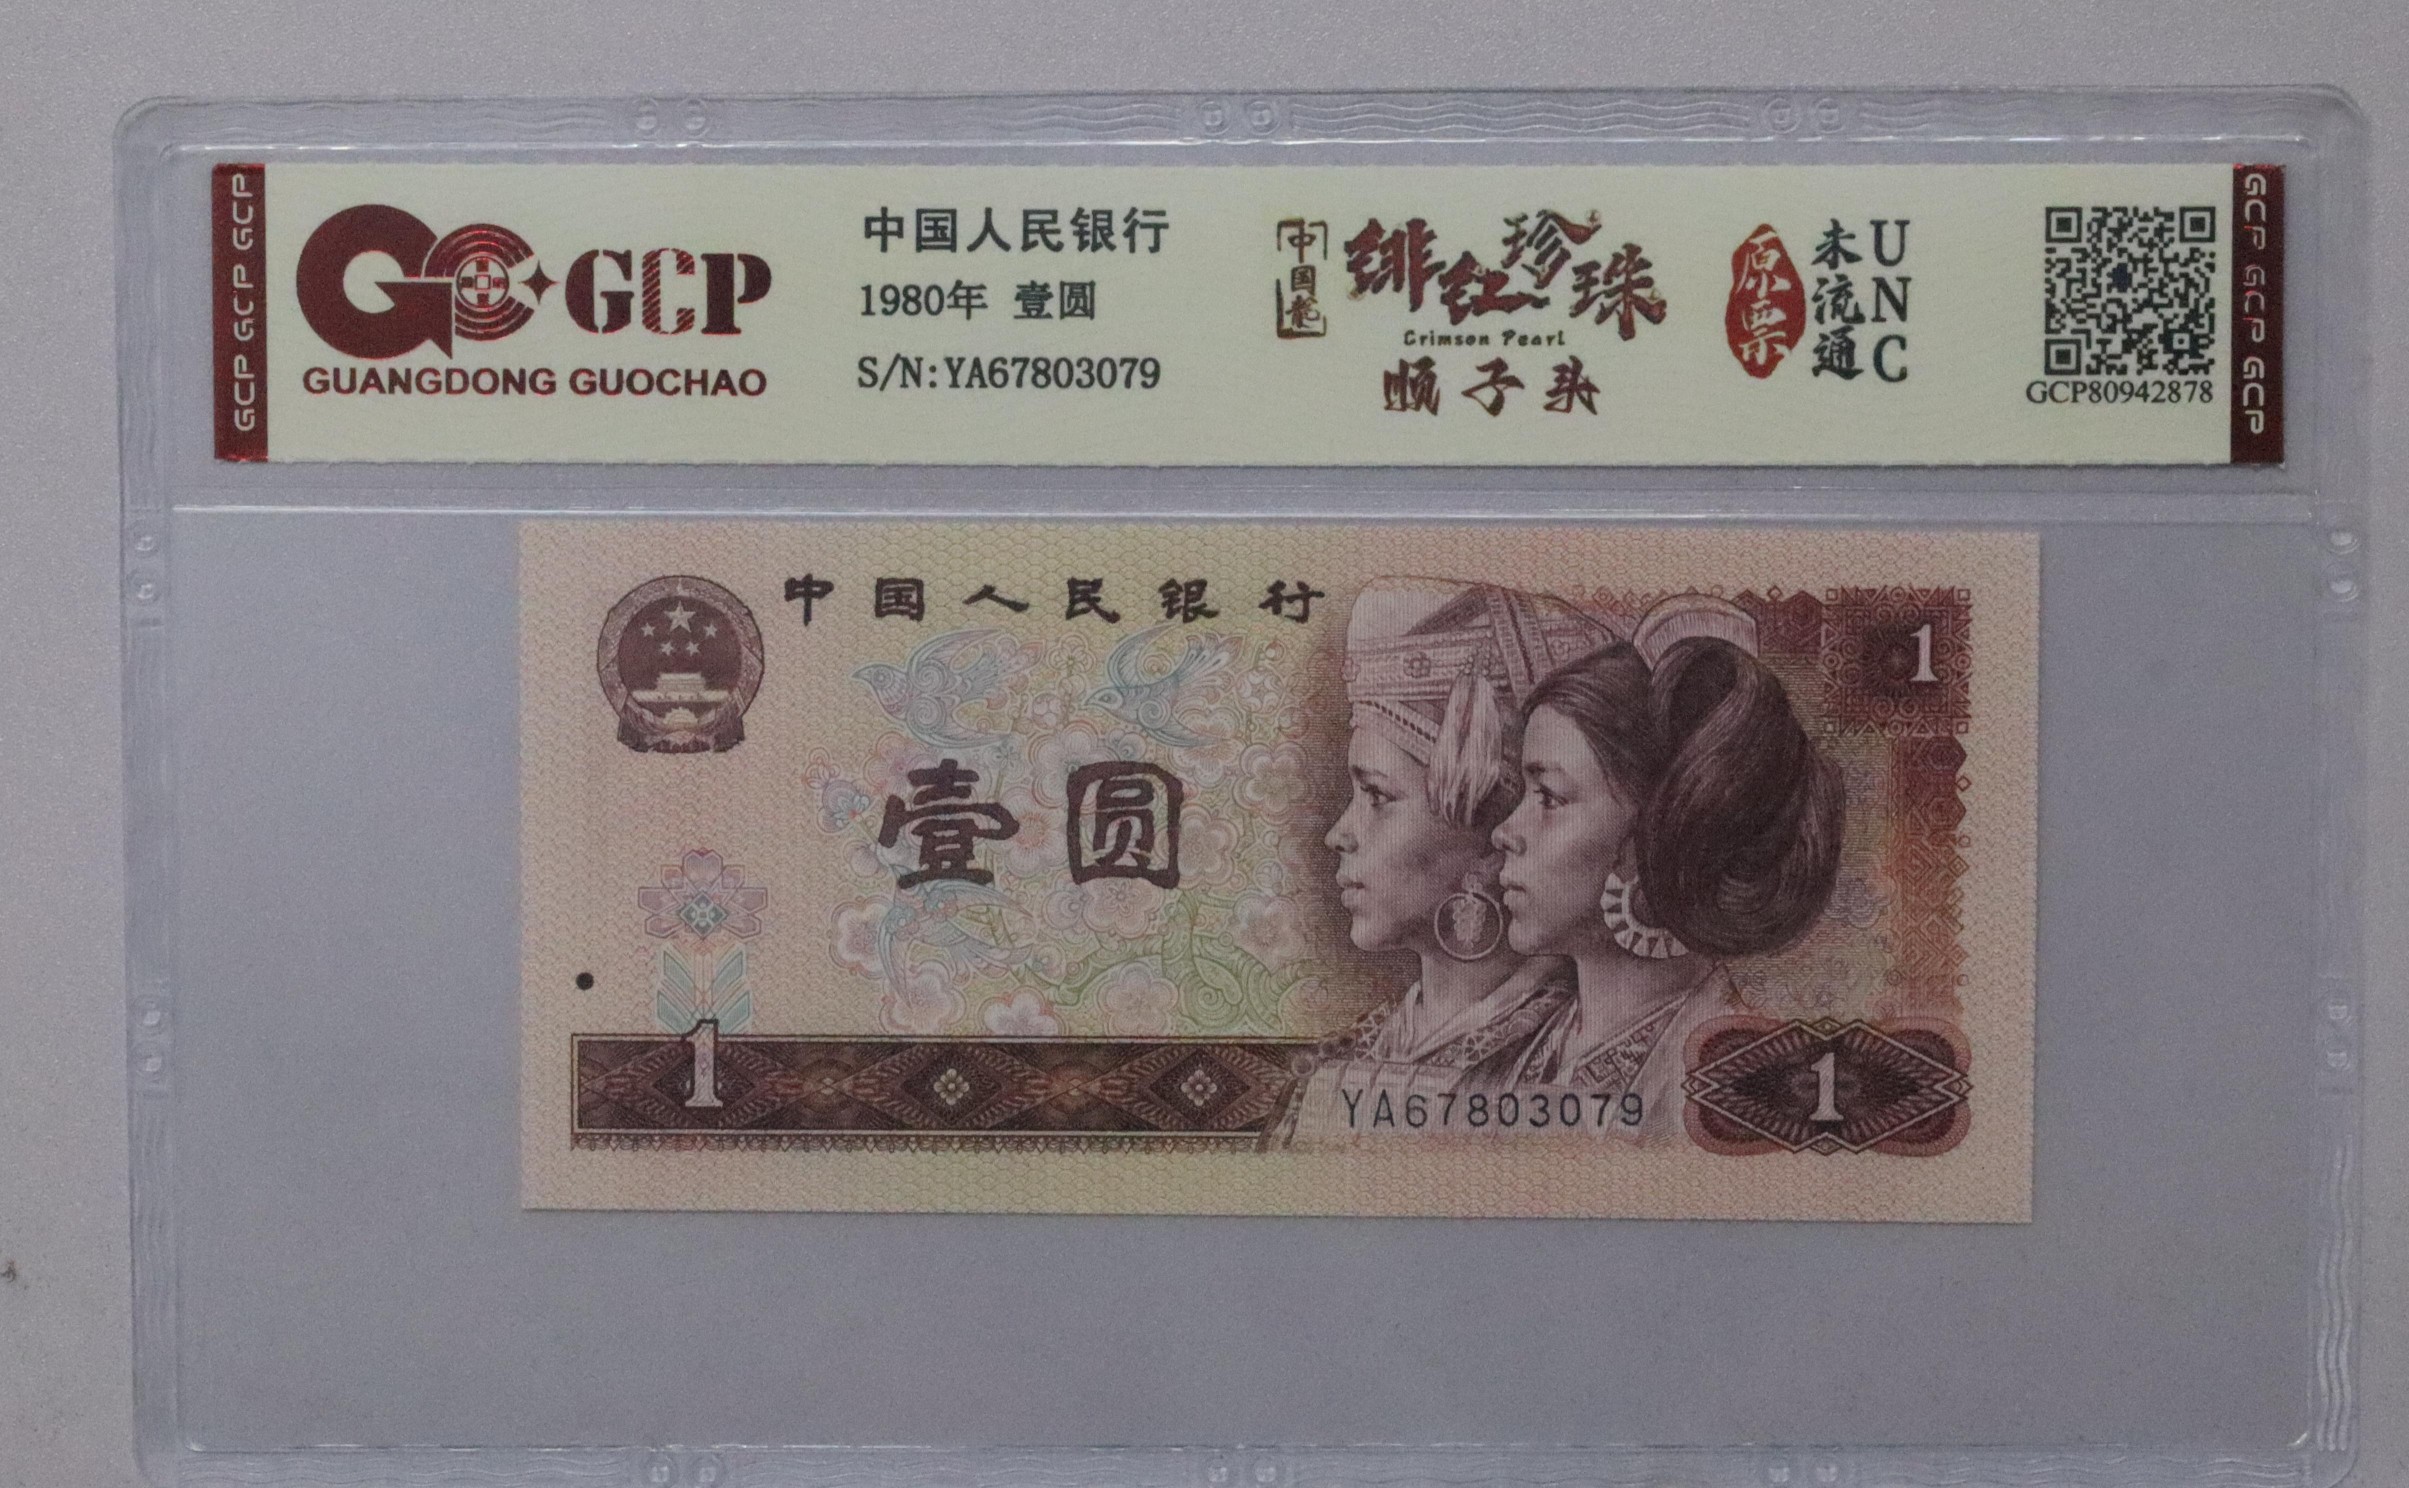 GCP GCP GCP
GCP
GUANGDONG GUOCHAO
中国人民银行
1980年 壹圆
S/N:YA67803079
中国龍
绯红珍珠
Crimson Pearl
顺子头
原票
未流通
UNC
GCP80942878
GCP GCP GCP
中国人民银行
1
壹圆
1
YA67803079
1